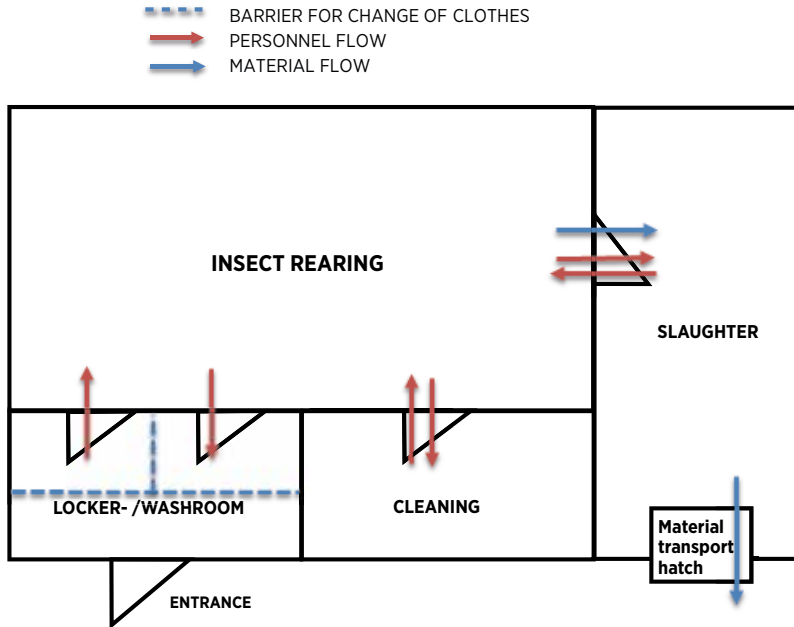 BARRIER FOR CHANGE OF CLOTHES
PERSONNEL FLOW
MATERIAL FLOW
INSECT REARING
SLAUGHTER
LOCKER- /WASHROOM
CLEANING
Material
transport
hatch
ENTRANCE